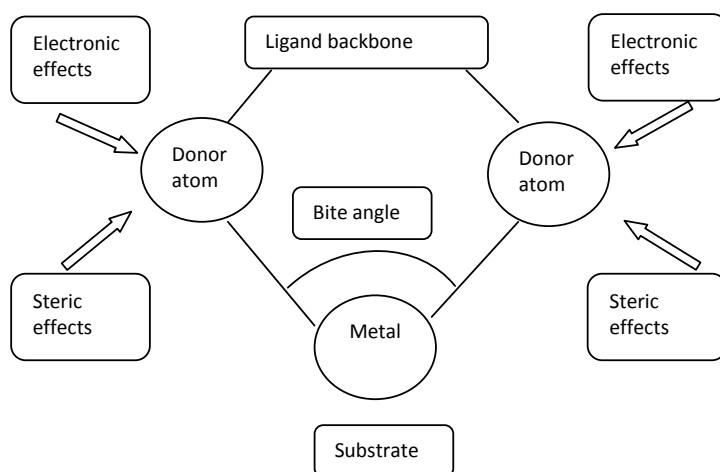 Electronic
effects
Ligand backbone
Electronic
effects
Donor
atom
Donor
atom
Bite angle
Steric
effects
Metal
Steric
effects
Substrate